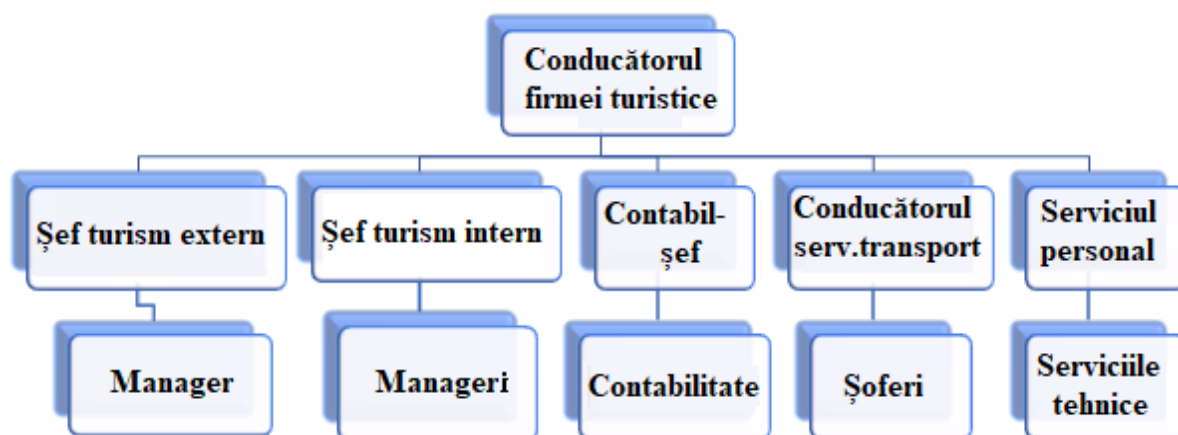 Conducătorul
firmei turistice
Șef turism extern
Șef turism intern
Contabil-
șef
Conducătorul
serv.transport
Serviciul
personal
Manager
Manageri
Contabilitate
Șoferi
Serviciile
tehnice